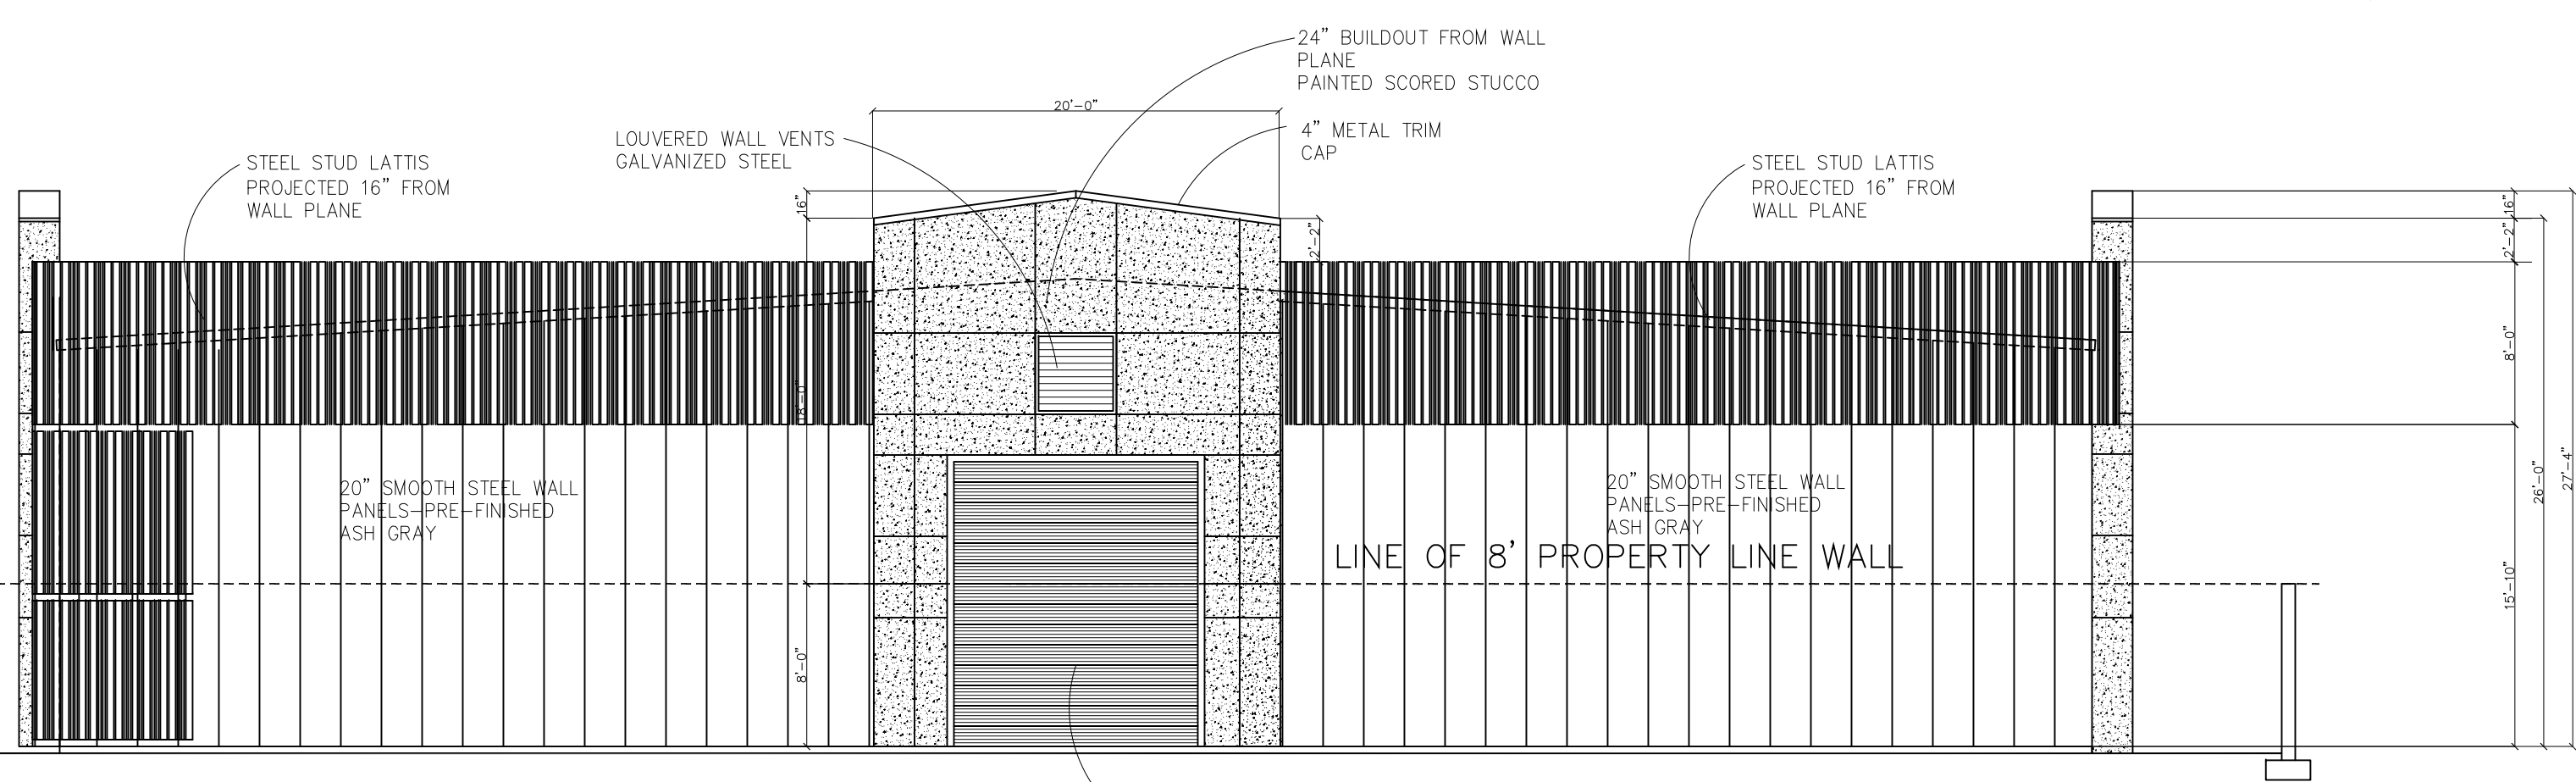 24” BUILDOUT FROM WALL
PLANE
PAINTED SCORED STUCCO
20’-0”
4” METAL TRIM
CAP
LOUVERED WALL VENTS
GALVANIZED STEEL
STEEL STUD LATTIS
PROJECTED 16” FROM
WALL PLANE
STEEL STUD LATTIS
PROJECTED 16” FROM
WALL PLANE
16”
16”
2’-2”
2’-2”
8’-0”
18’-0”
27’-4”
26’-0”
20” SMOOTH STEEL WALL
PANELS-PRE-FINISHED
ASH GRAY
20” SMOOTH STEEL WALL
PANELS-PRE-FINISHED
ASH GRAY
LINE OF 8’ PROPERTY LINE WALL
15’-10”
8’-0”